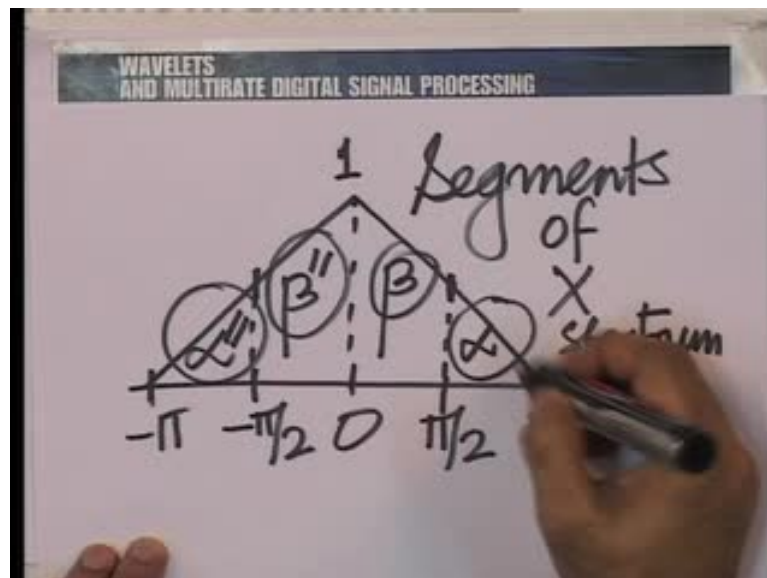 WAVELETS
AND MULTIRATE DIGITAL SIGNAL PROCESSING
1 Segments
of
X
β" β
α" α
-π -π/2 0 π/2